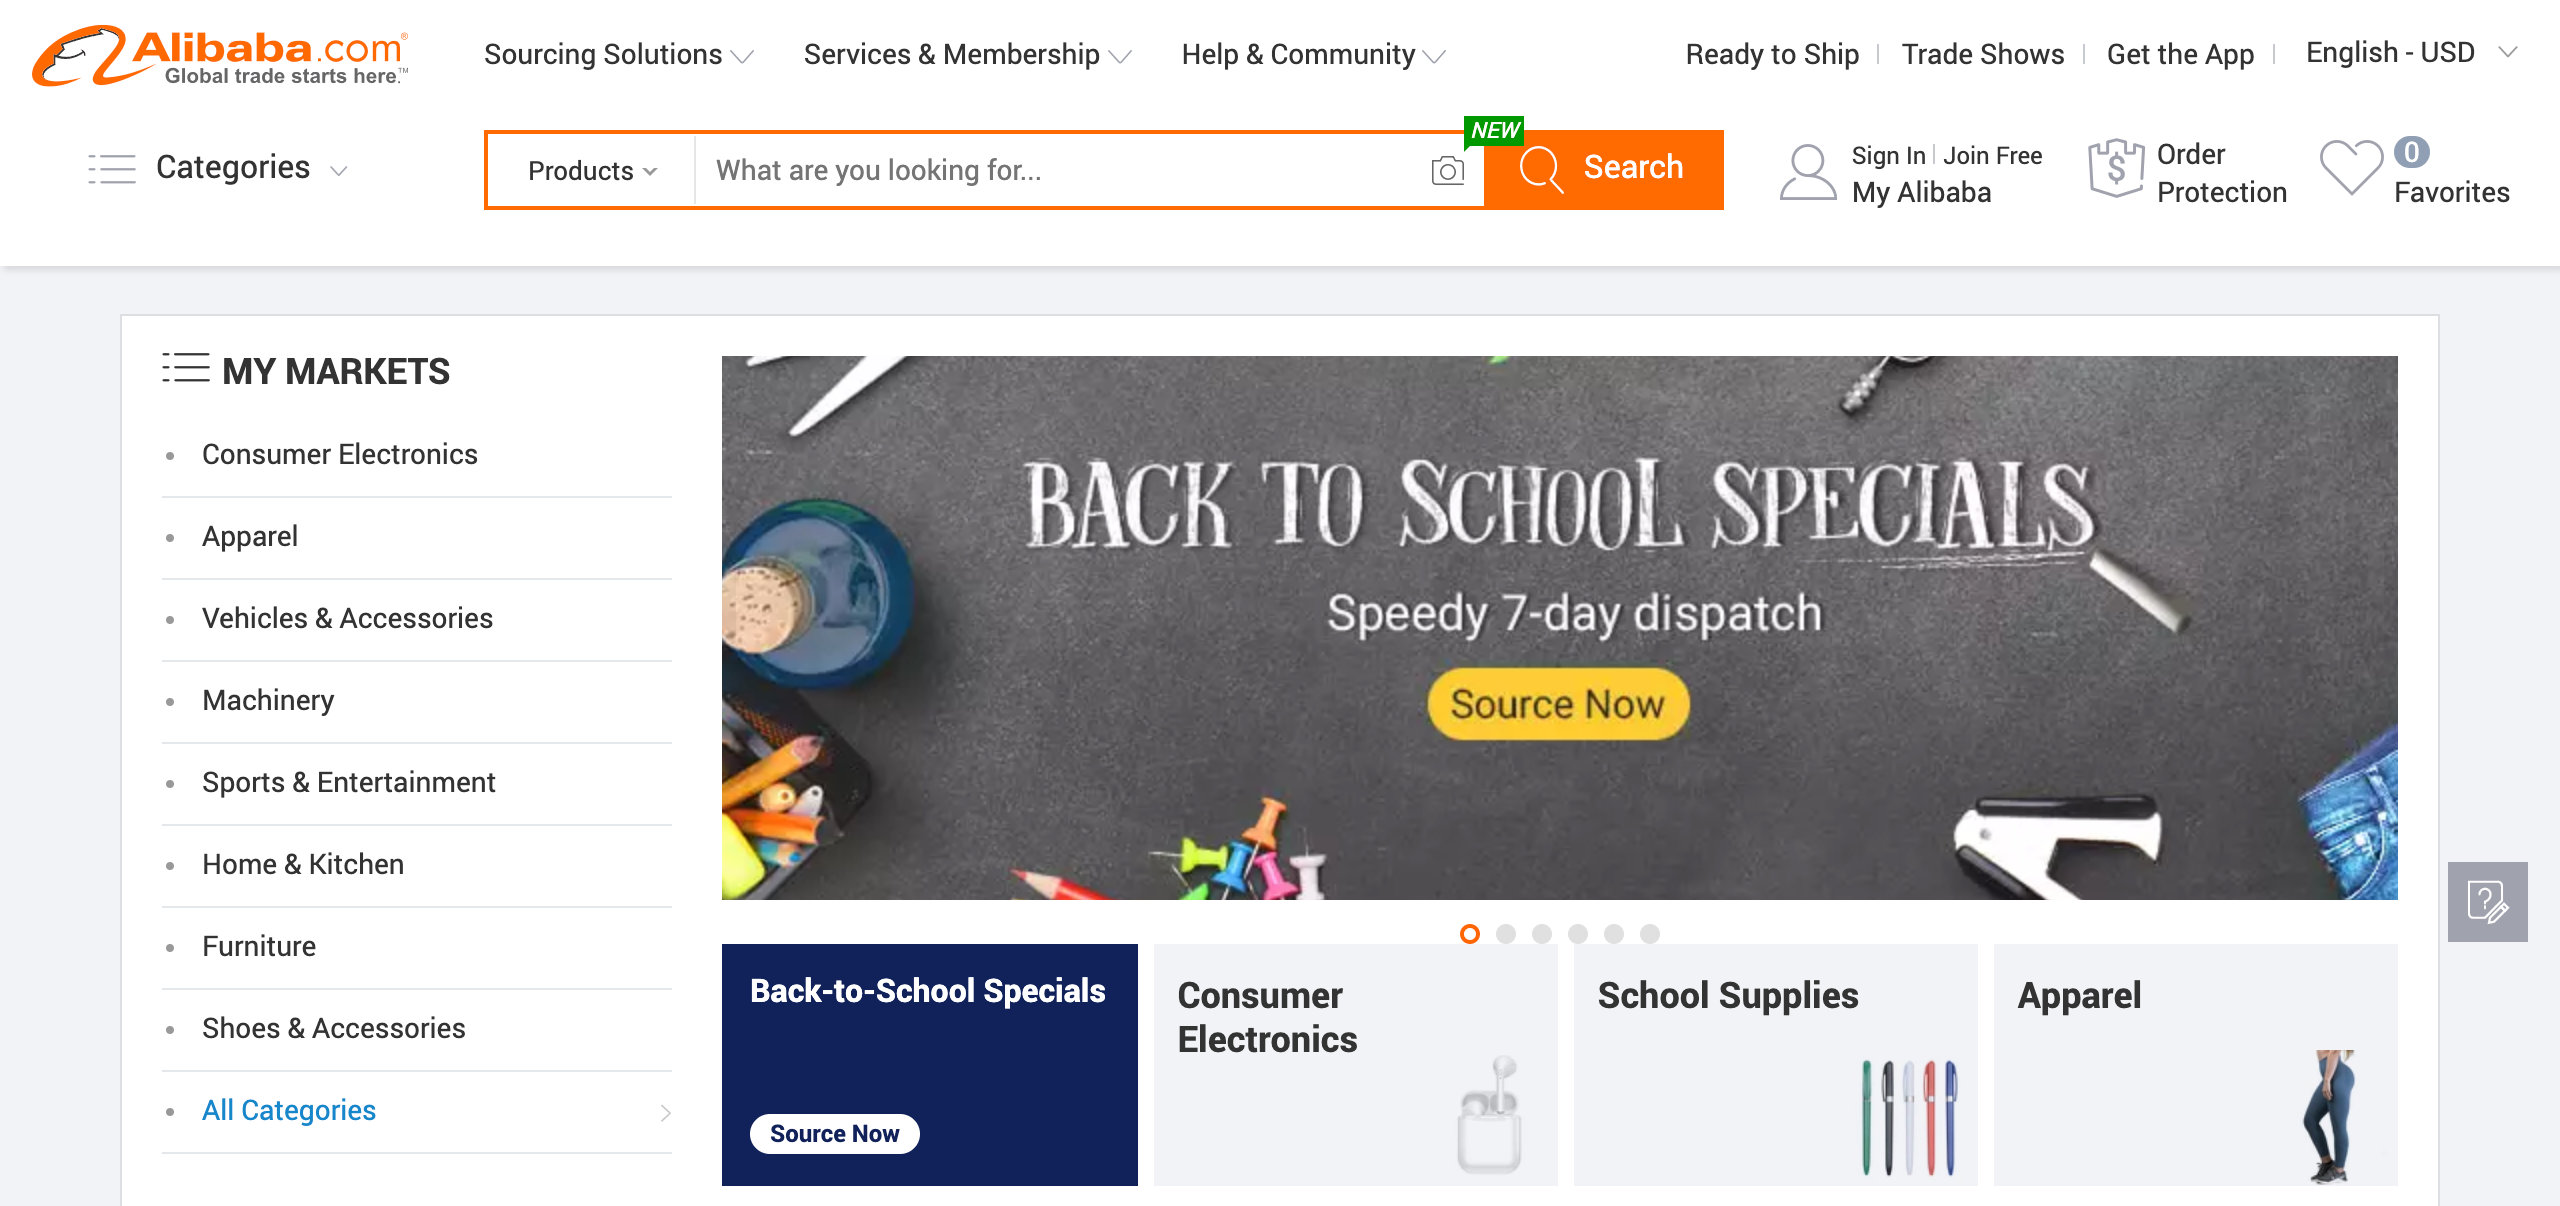 Alibaba.com®
Global trade starts here.™
Sourcing Solutions
Services & Membership
Help & Community
Ready to Ship
Trade Shows
Get the App
English - USD
Categories
Products
What are you looking for...
NEW
Search
Sign In
Join Free
My Alibaba
Order
Protection
0
Favorites
MY MARKETS
Consumer Electronics
Apparel
Vehicles & Accessories
Machinery
Sports & Entertainment
Home & Kitchen
Furniture
Shoes & Accessories
All Categories
BACK TO SCHOOL SPECIALS
Speedy 7-day dispatch
Source Now
Back-to-School Specials
Source Now
Consumer
Electronics
School Supplies
Apparel